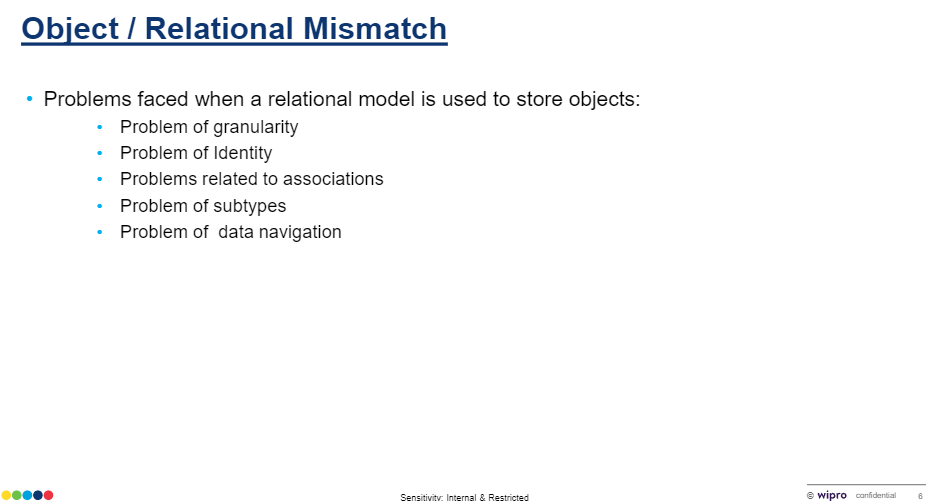 Object / Relational Mismatch
• Problems faced when a relational model is used to store objects:
• Problem of granularity
• Problem of Identity
• Problems related to associations
• Problem of subtypes
• Problem of  data navigation
Sensitivity: Internal & Restricted
© wipro confidential 6